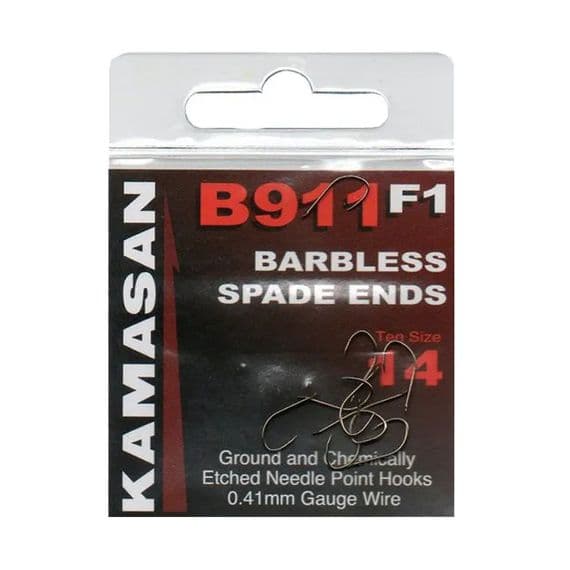 KAMASAN
B911 F1
BARBLESS
SPADE ENDS
Ten Size
14
Ground and Chemically
Etched Needle Point Hooks
0.41mm Gauge Wire